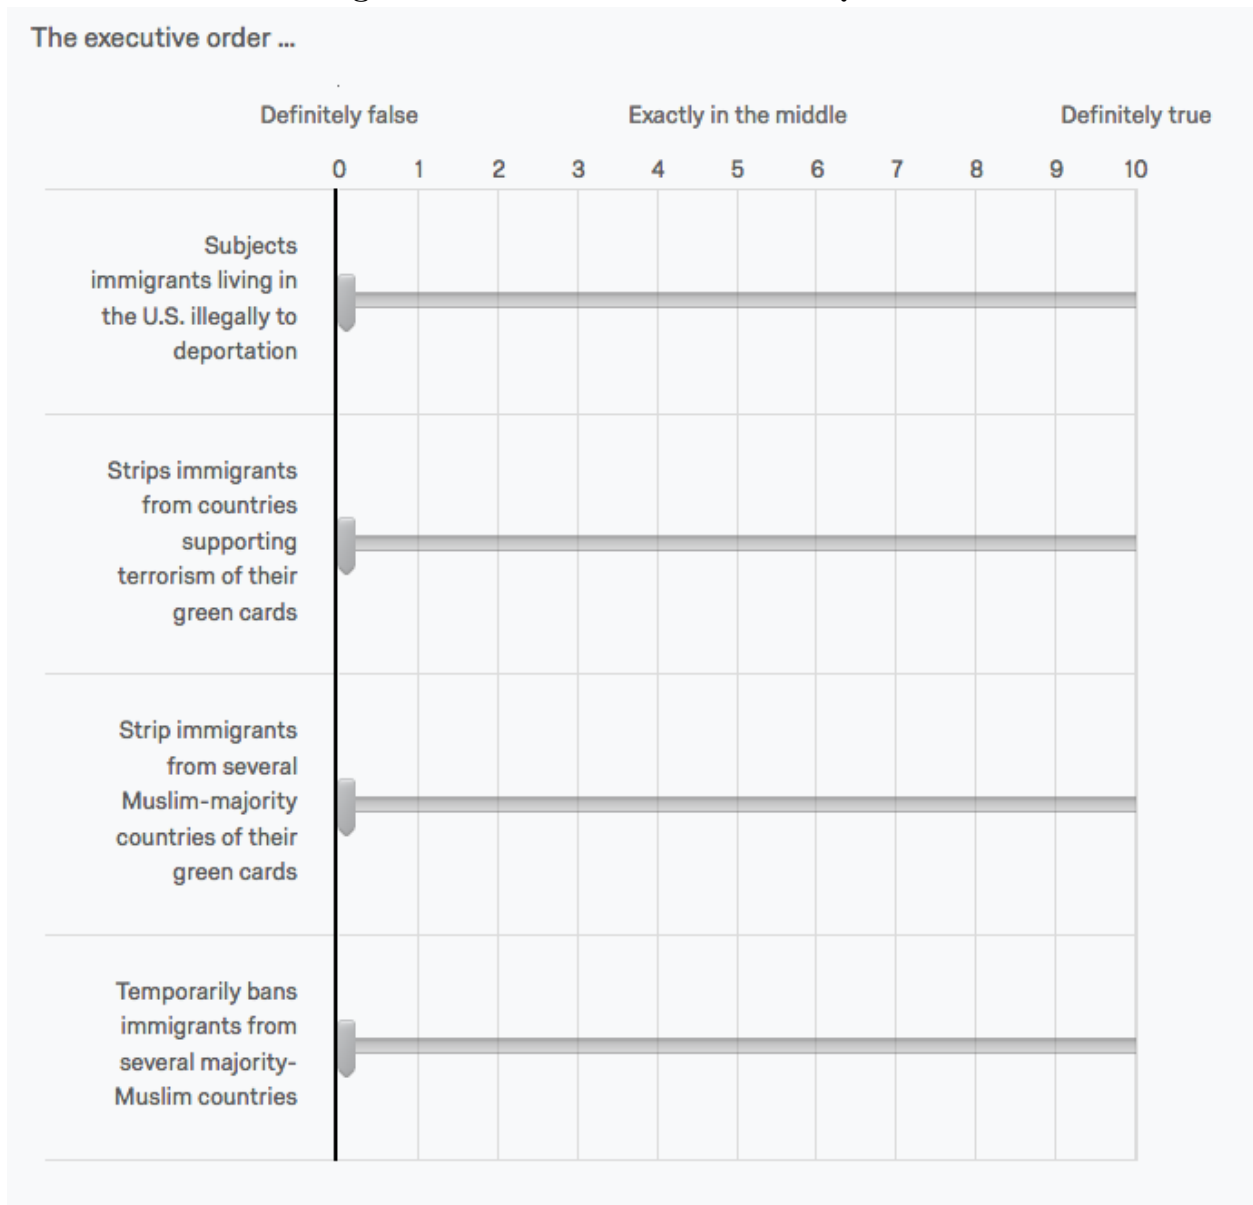 The executive order ...
Definitely false Exactly in the middle Definitely true
0 1 2 3 4 5 6 7 8 9 10
Subjects
immigrants living in
the U.S. illegally to
deportation
Strips immigrants
from countries
supporting
terrorism of their
green cards
Strip immigrants
from several
Muslim-majority
countries of their
green cards
Temporarily bans
immigrants from
several majority-
Muslim countries